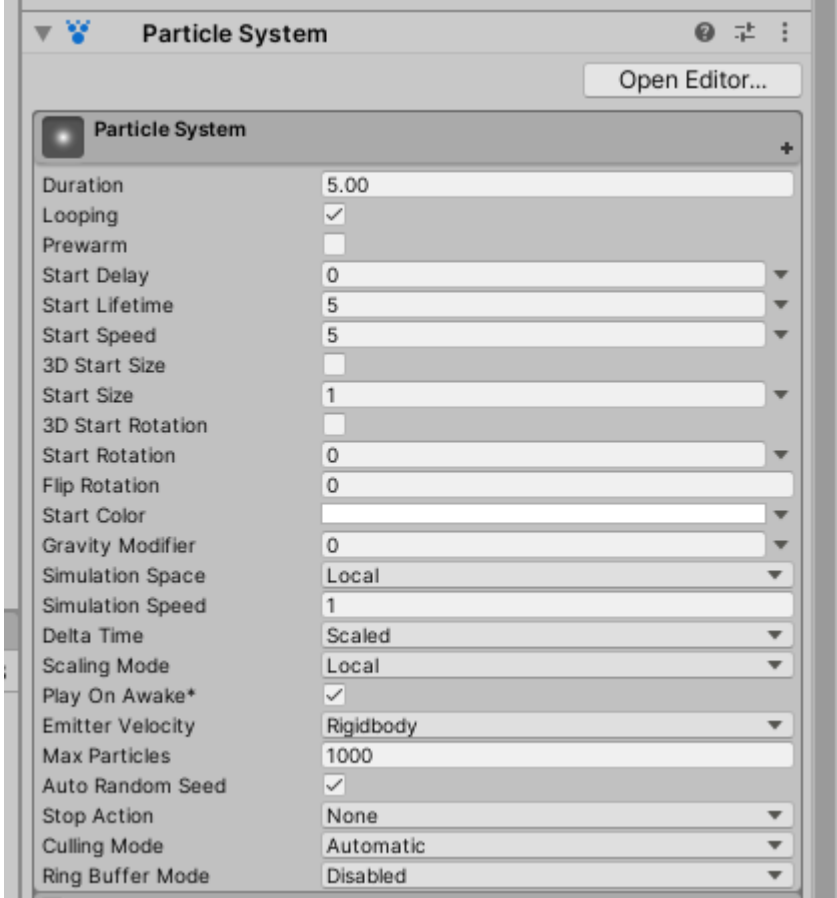 Particle System
Open Editor...
Particle System
Duration 5.00
Looping
Prewarm
Start Delay 0
Start Lifetime 5
Start Speed 5
3D Start Size
Start Size 1
3D Start Rotation
Start Rotation 0
Flip Rotation 0
Start Color
Gravity Modifier 0
Simulation Space Local
Simulation Speed 1
Delta Time Scaled
Scaling Mode Local
Play On Awake*
Emitter Velocity Rigidbody
Max Particles 1000
Auto Random Seed
Stop Action None
Culling Mode Automatic
Ring Buffer Mode Disabled